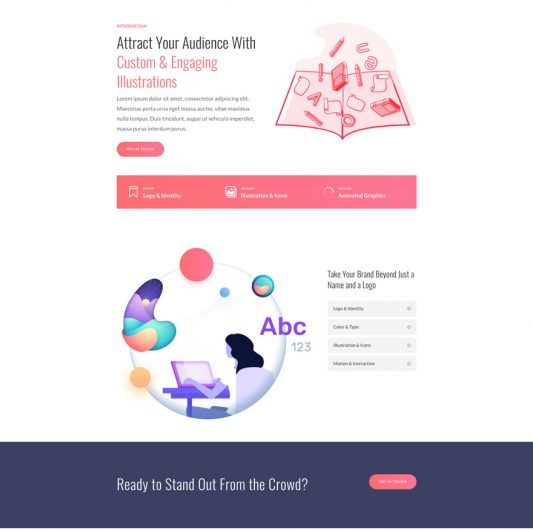 INTRODUCTION
Attract Your Audience With
Custom & Engaging
Illustrations
Lorem ipsum dolor sit amet, consectetur adipiscing elit.
Maecenas porta urna eget massa auctor, vitae maximus
nulla tempus. Duis tincidunt, augue ut vehicula imperdiet,
massa purus interdum purus.
GET IN TOUCH
Logo & Identity
Illustration & Icons
Animated Graphics
Abc
123
Take Your Brand Beyond Just a
Name and a Logo
Logo & Identity
Color & Type
Illustration & Icons
Motion & Interaction
Ready to Stand Out From the Crowd?
GET IN TOUCH